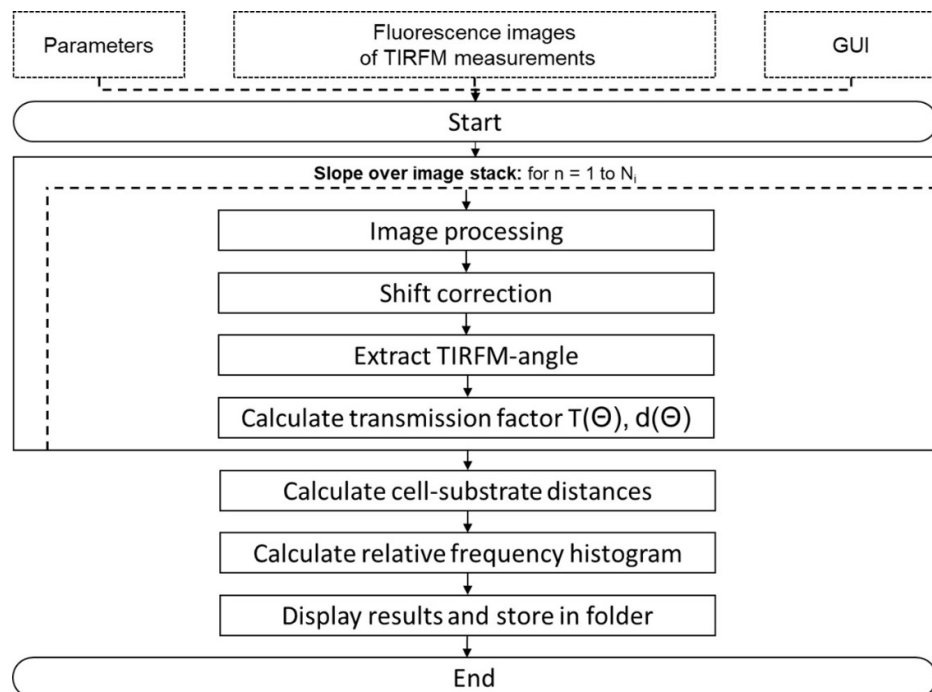 Parameters
Fluorescence images
of TIRFM measurements
GUI
Start
Slope over image stack: for n = 1 to Nᵢ
Image processing
Shift correction
Extract TIRFM-angle
Calculate transmission factor T(Θ), d(Θ)
Calculate cell-substrate distances
Calculate relative frequency histogram
Display results and store in folder
End